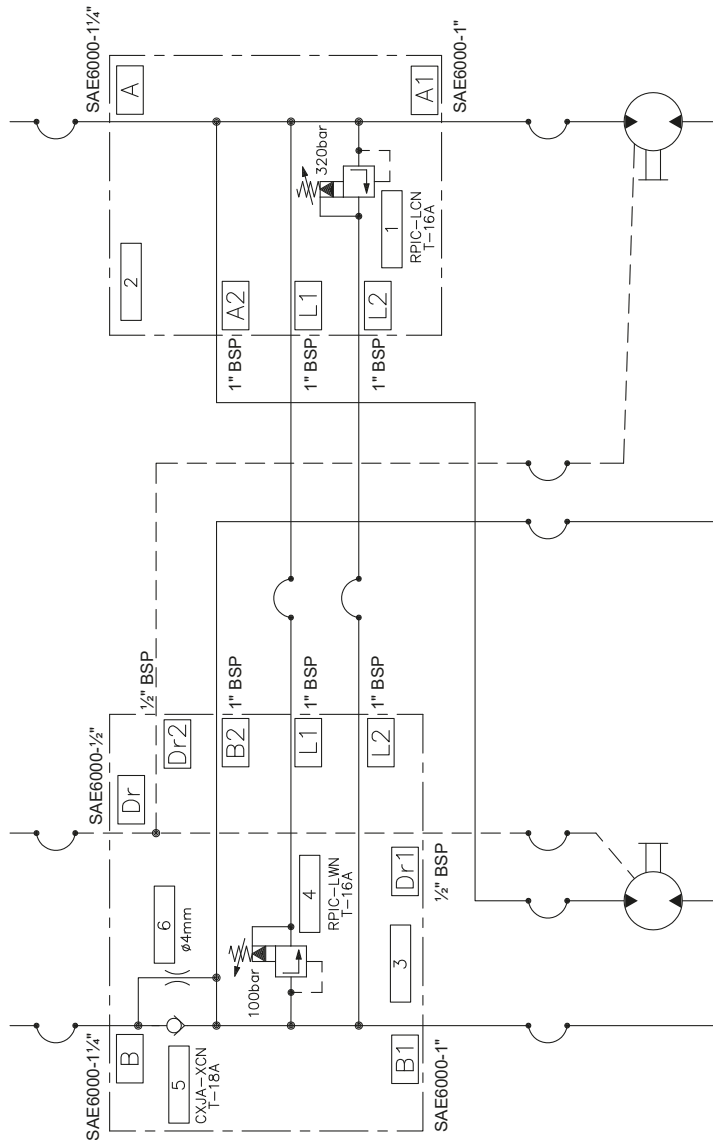 SAE6000-1¼"
A
2
320bar
1
RPIC-LCN
T-16A
A1
SAE6000-1"
A2
L1
L2
1" BSP
1" BSP
1" BSP
½" BSP
1" BSP
1" BSP
1" BSP
SAE6000-½"
Dr
Dr2
B2
L1
L2
6
ø4mm
4
RPIC-LWN
T-16A
Dr1
½" BSP
100bar
3
SAE6000-1¼"
B
5
CXJA-XCN
T-18A
B1
SAE6000-1"